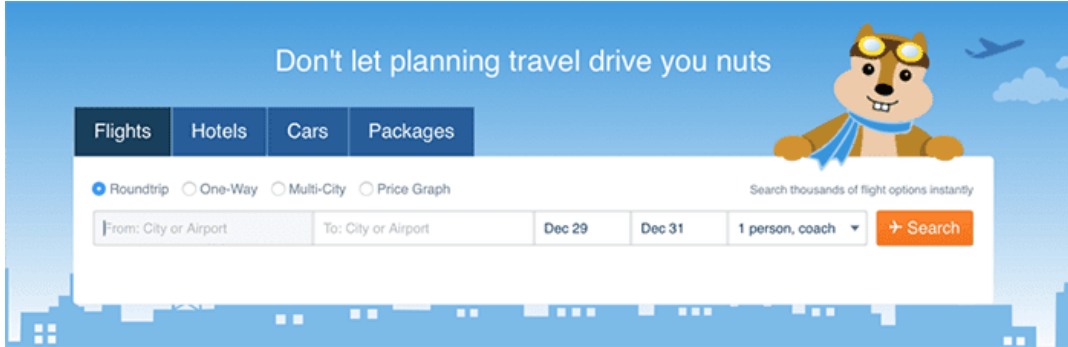 Don't let planning travel drive you nuts
Flights Hotels Cars Packages
Roundtrip One-Way Multi-City Price Graph Search thousands of flight options instantly
From: City or Airport To: City or Airport Dec 29 Dec 31 1 person, coach Search